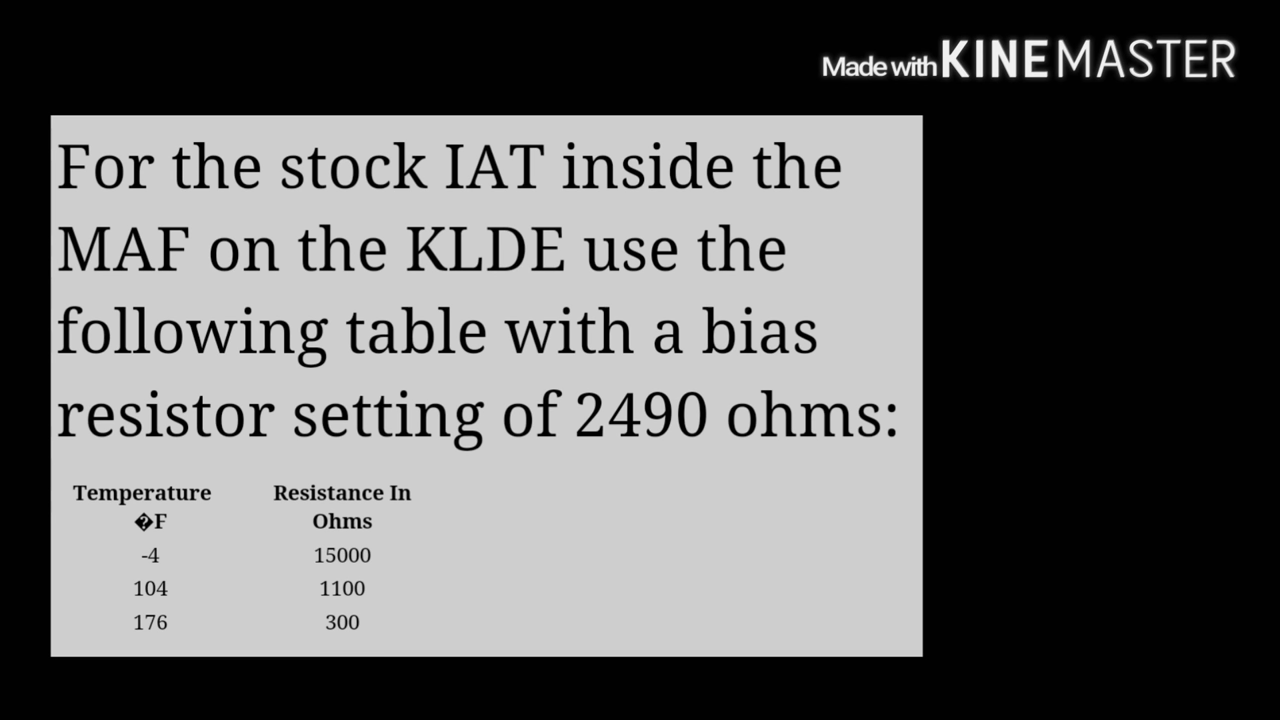 Made with KINEMASTER
For the stock IAT inside the
MAF on the KLDE use the
following table with a bias
resistor setting of 2490 ohms:
Temperature Resistance In
�F Ohms
-4 15000
104 1100
176 300